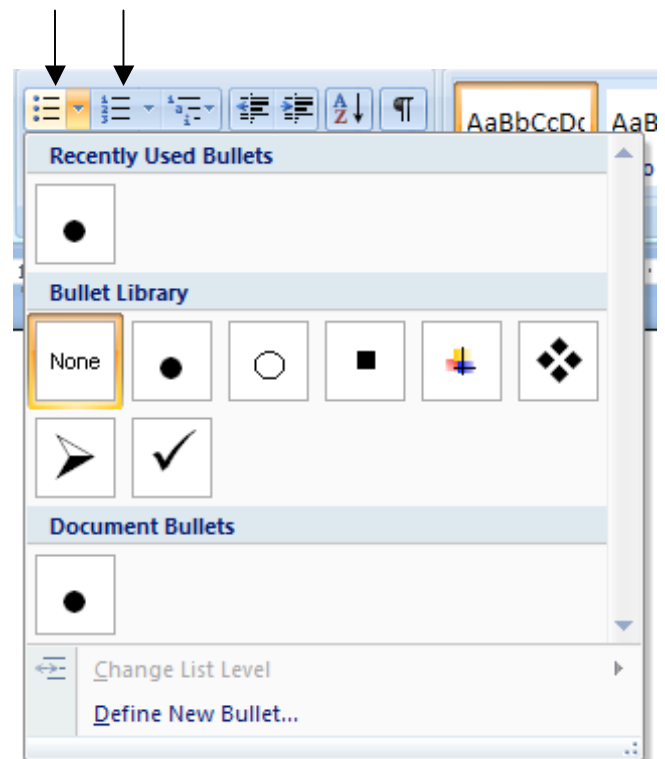 AaBbCcDc AaB
Recently Used Bullets
Bullet Library
None
Document Bullets
Change List Level
Define New Bullet...